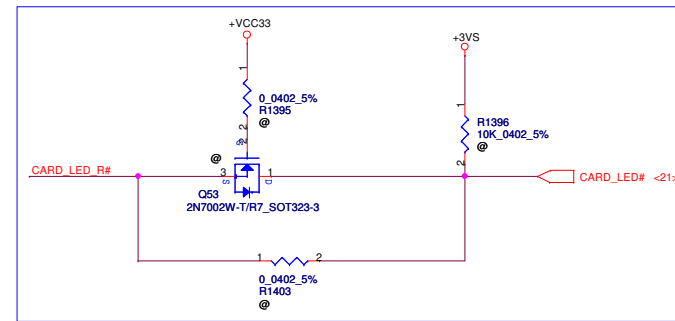 +VCC33
+3VS
1
0_0402_5%
R1395
@
2
G
2
1
R1396
10K_0402_5%
@
2
@
CARD_LED_R#
3
S
1
D
CARD_LED# <21>
Q53
2N7002W-T/R7_SOT323-3
1
2
0_0402_5%
R1403
@